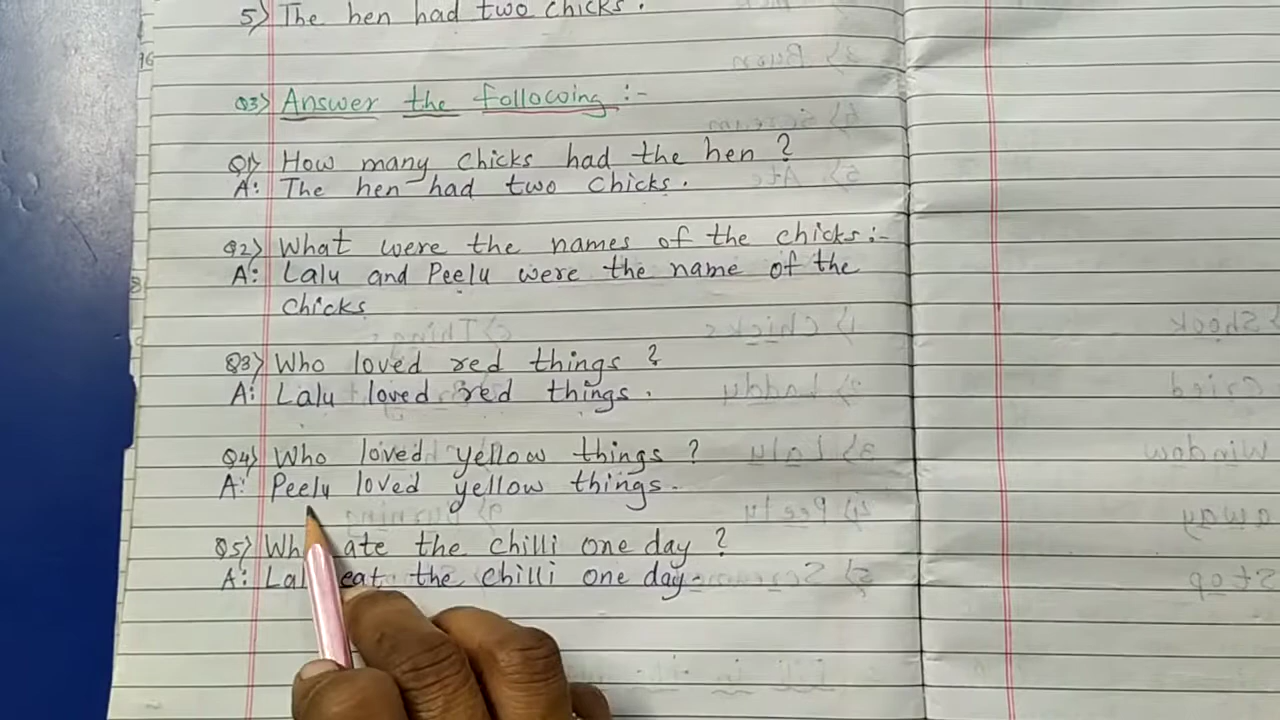 5) The hen had two chicks.
Q3) Answer the following :-
Q1) How many chicks had the hen ?
A: The hen had two chicks.
Q2) What were the names of the chicks :-
A: Lalu and Peelu were the name of the
chicks
Q3) Who loved red things ?
A: Lalu loved red things.
Q4) Who loved yellow things ?
A: Peelu loved yellow things.
Q5) ate the chilli one day ?
A: eat the chilli one day.